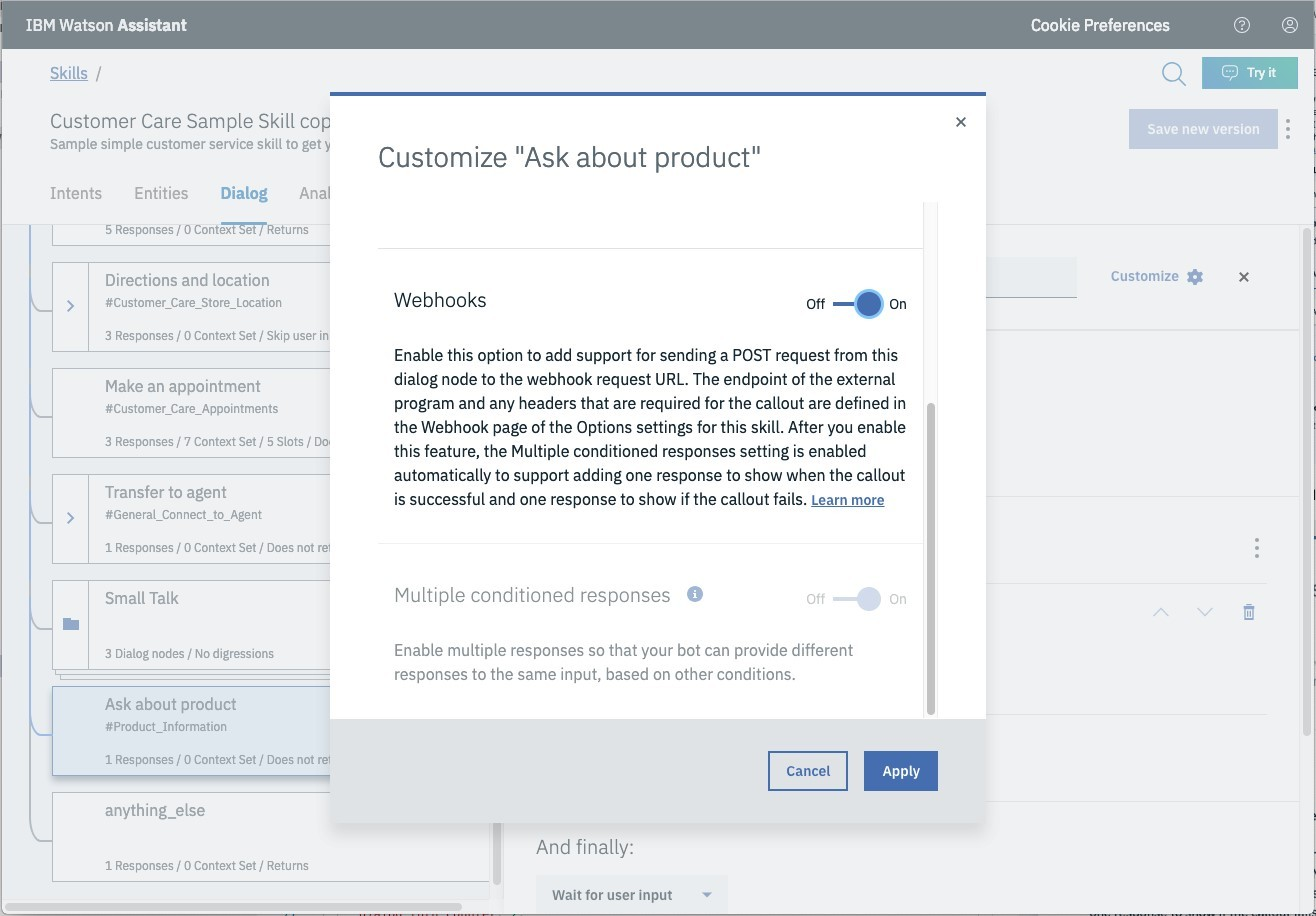 IBM Watson Assistant
Cookie Preferences
Skills /
Try it
Customer Care Sample Skill cop
Sample simple customer service skill to get y
Save new version
Intents
Entities
Dialog
Anal
5 Responses / 0 Context Set / Returns
Directions and location
#Customer_Care_Store_Location
3 Responses / 0 Context Set / Skip user in
Make an appointment
#Customer_Care_Appointments
3 Responses / 7 Context Set / 5 Slots / Do
Transfer to agent
#General_Connect_to_Agent
1 Responses / 0 Context Set / Does not ret
Small Talk
3 Dialog nodes / No digressions
Ask about product
#Product_Information
1 Responses / 0 Context Set / Does not ret
anything_else
1 Responses / 0 Context Set / Returns
Customize "Ask about product"
Webhooks
Off
On
Enable this option to add support for sending a POST request from this
dialog node to the webhook request URL. The endpoint of the external
program and any headers that are required for the callout are defined in
the Webhook page of the Options settings for this skill. After you enable
this feature, the Multiple conditioned responses setting is enabled
automatically to support adding one response to show when the callout
is successful and one response to show if the callout fails. Learn more
Multiple conditioned responses
Off
On
Enable multiple responses so that your bot can provide different
responses to the same input, based on other conditions.
Cancel
Apply
Customize
And finally:
Wait for user input